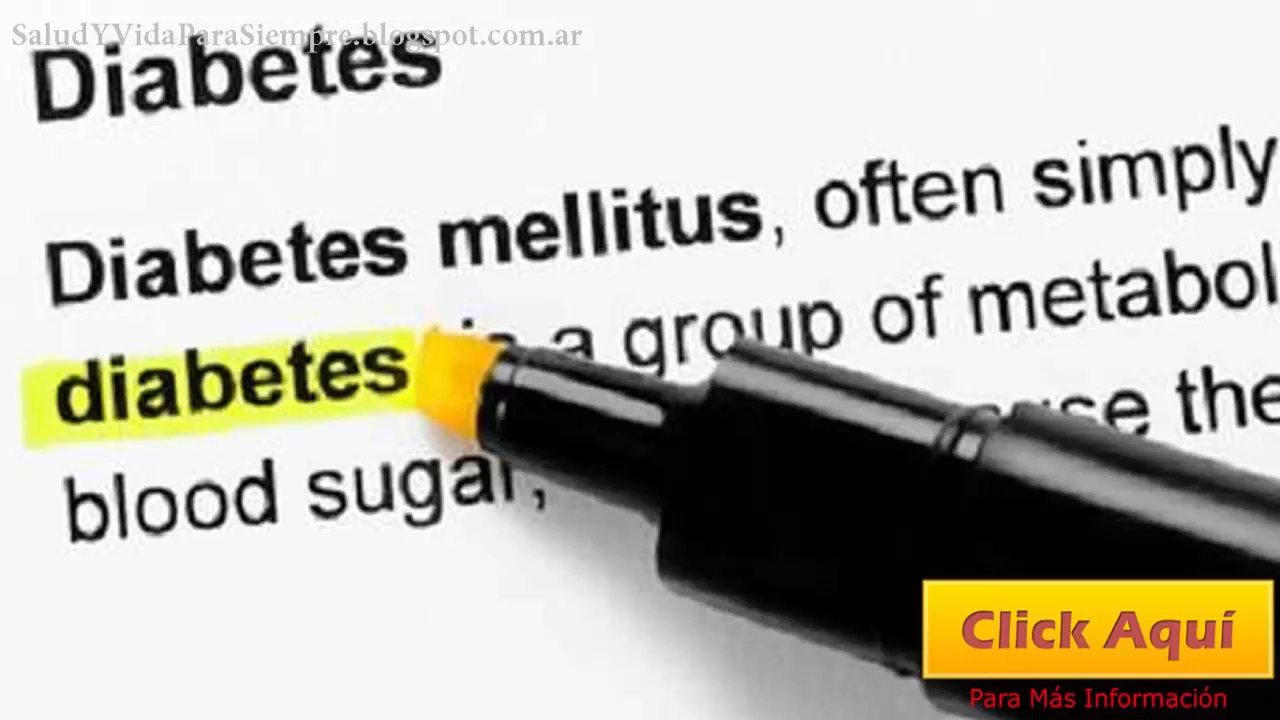 SaludYVidaParaSiempre.blogspot.com.ar
Diabetes
Diabetes mellitus, often simply
diabetes is a group of metabol
the
blood sugar,
Click Aquí
Para Más Información